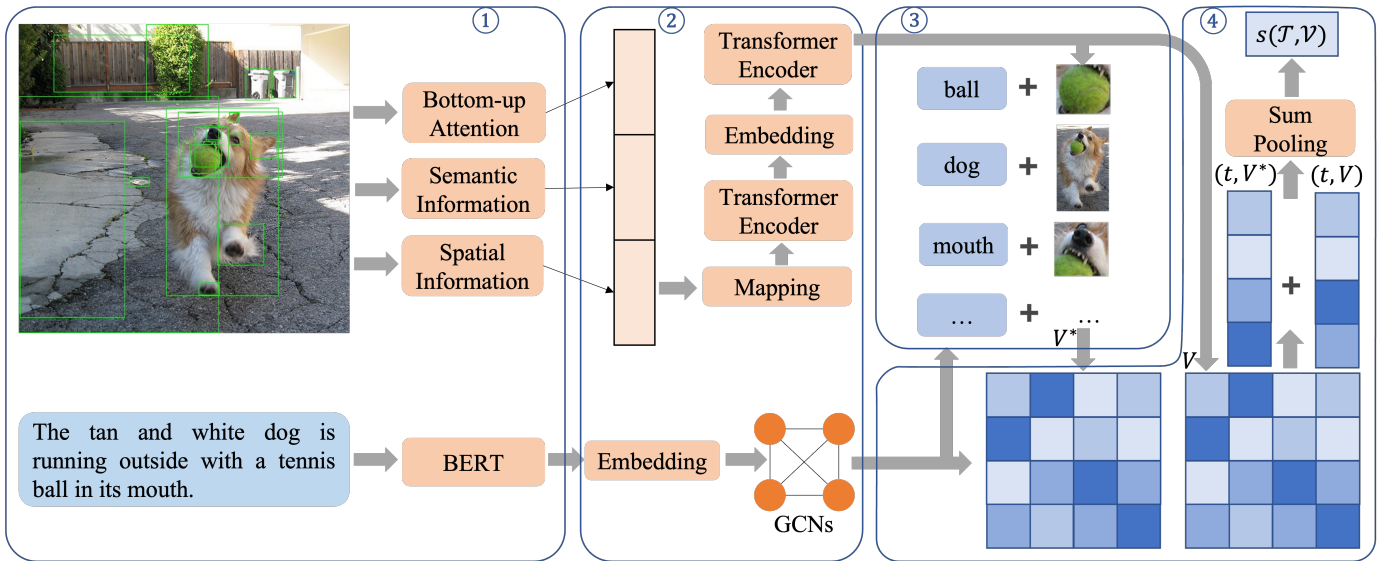 ①
Bottom-up
Attention
Semantic
Information
Spatial
Information
The tan and white dog is
running outside with a tennis
ball in its mouth.
BERT
②
Transformer
Encoder
Embedding
Transformer
Encoder
Mapping
Embedding
GCNs
③
ball +
dog +
mouth +
... + ...
V*
④
s(𝒯,𝒱)
Sum
Pooling
(t, V*) (t, V)
+
V